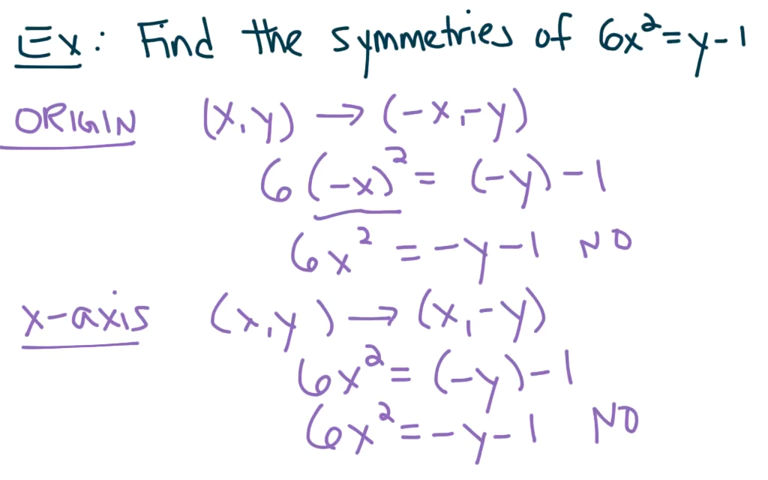 Ex: Find the symmetries of 6x²=y-1
ORIGIN (x,y) → (-x,-y)
6(-x)² = (-y)-1
6x² = -y-1 NO
x-axis (x,y) → (x,-y)
6x² = (-y)-1
6x² = -y-1 NO